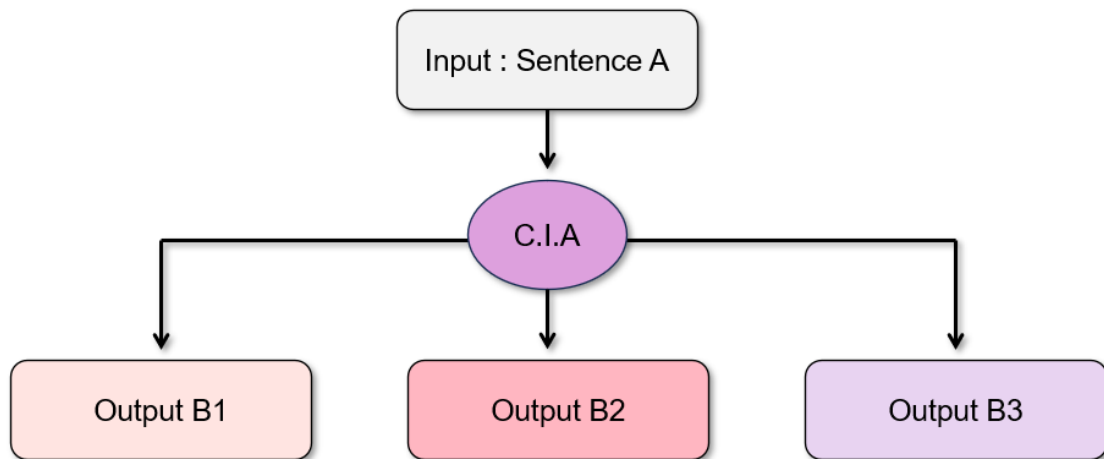 Input : Sentence A
C.I.A
Output B1
Output B2
Output B3